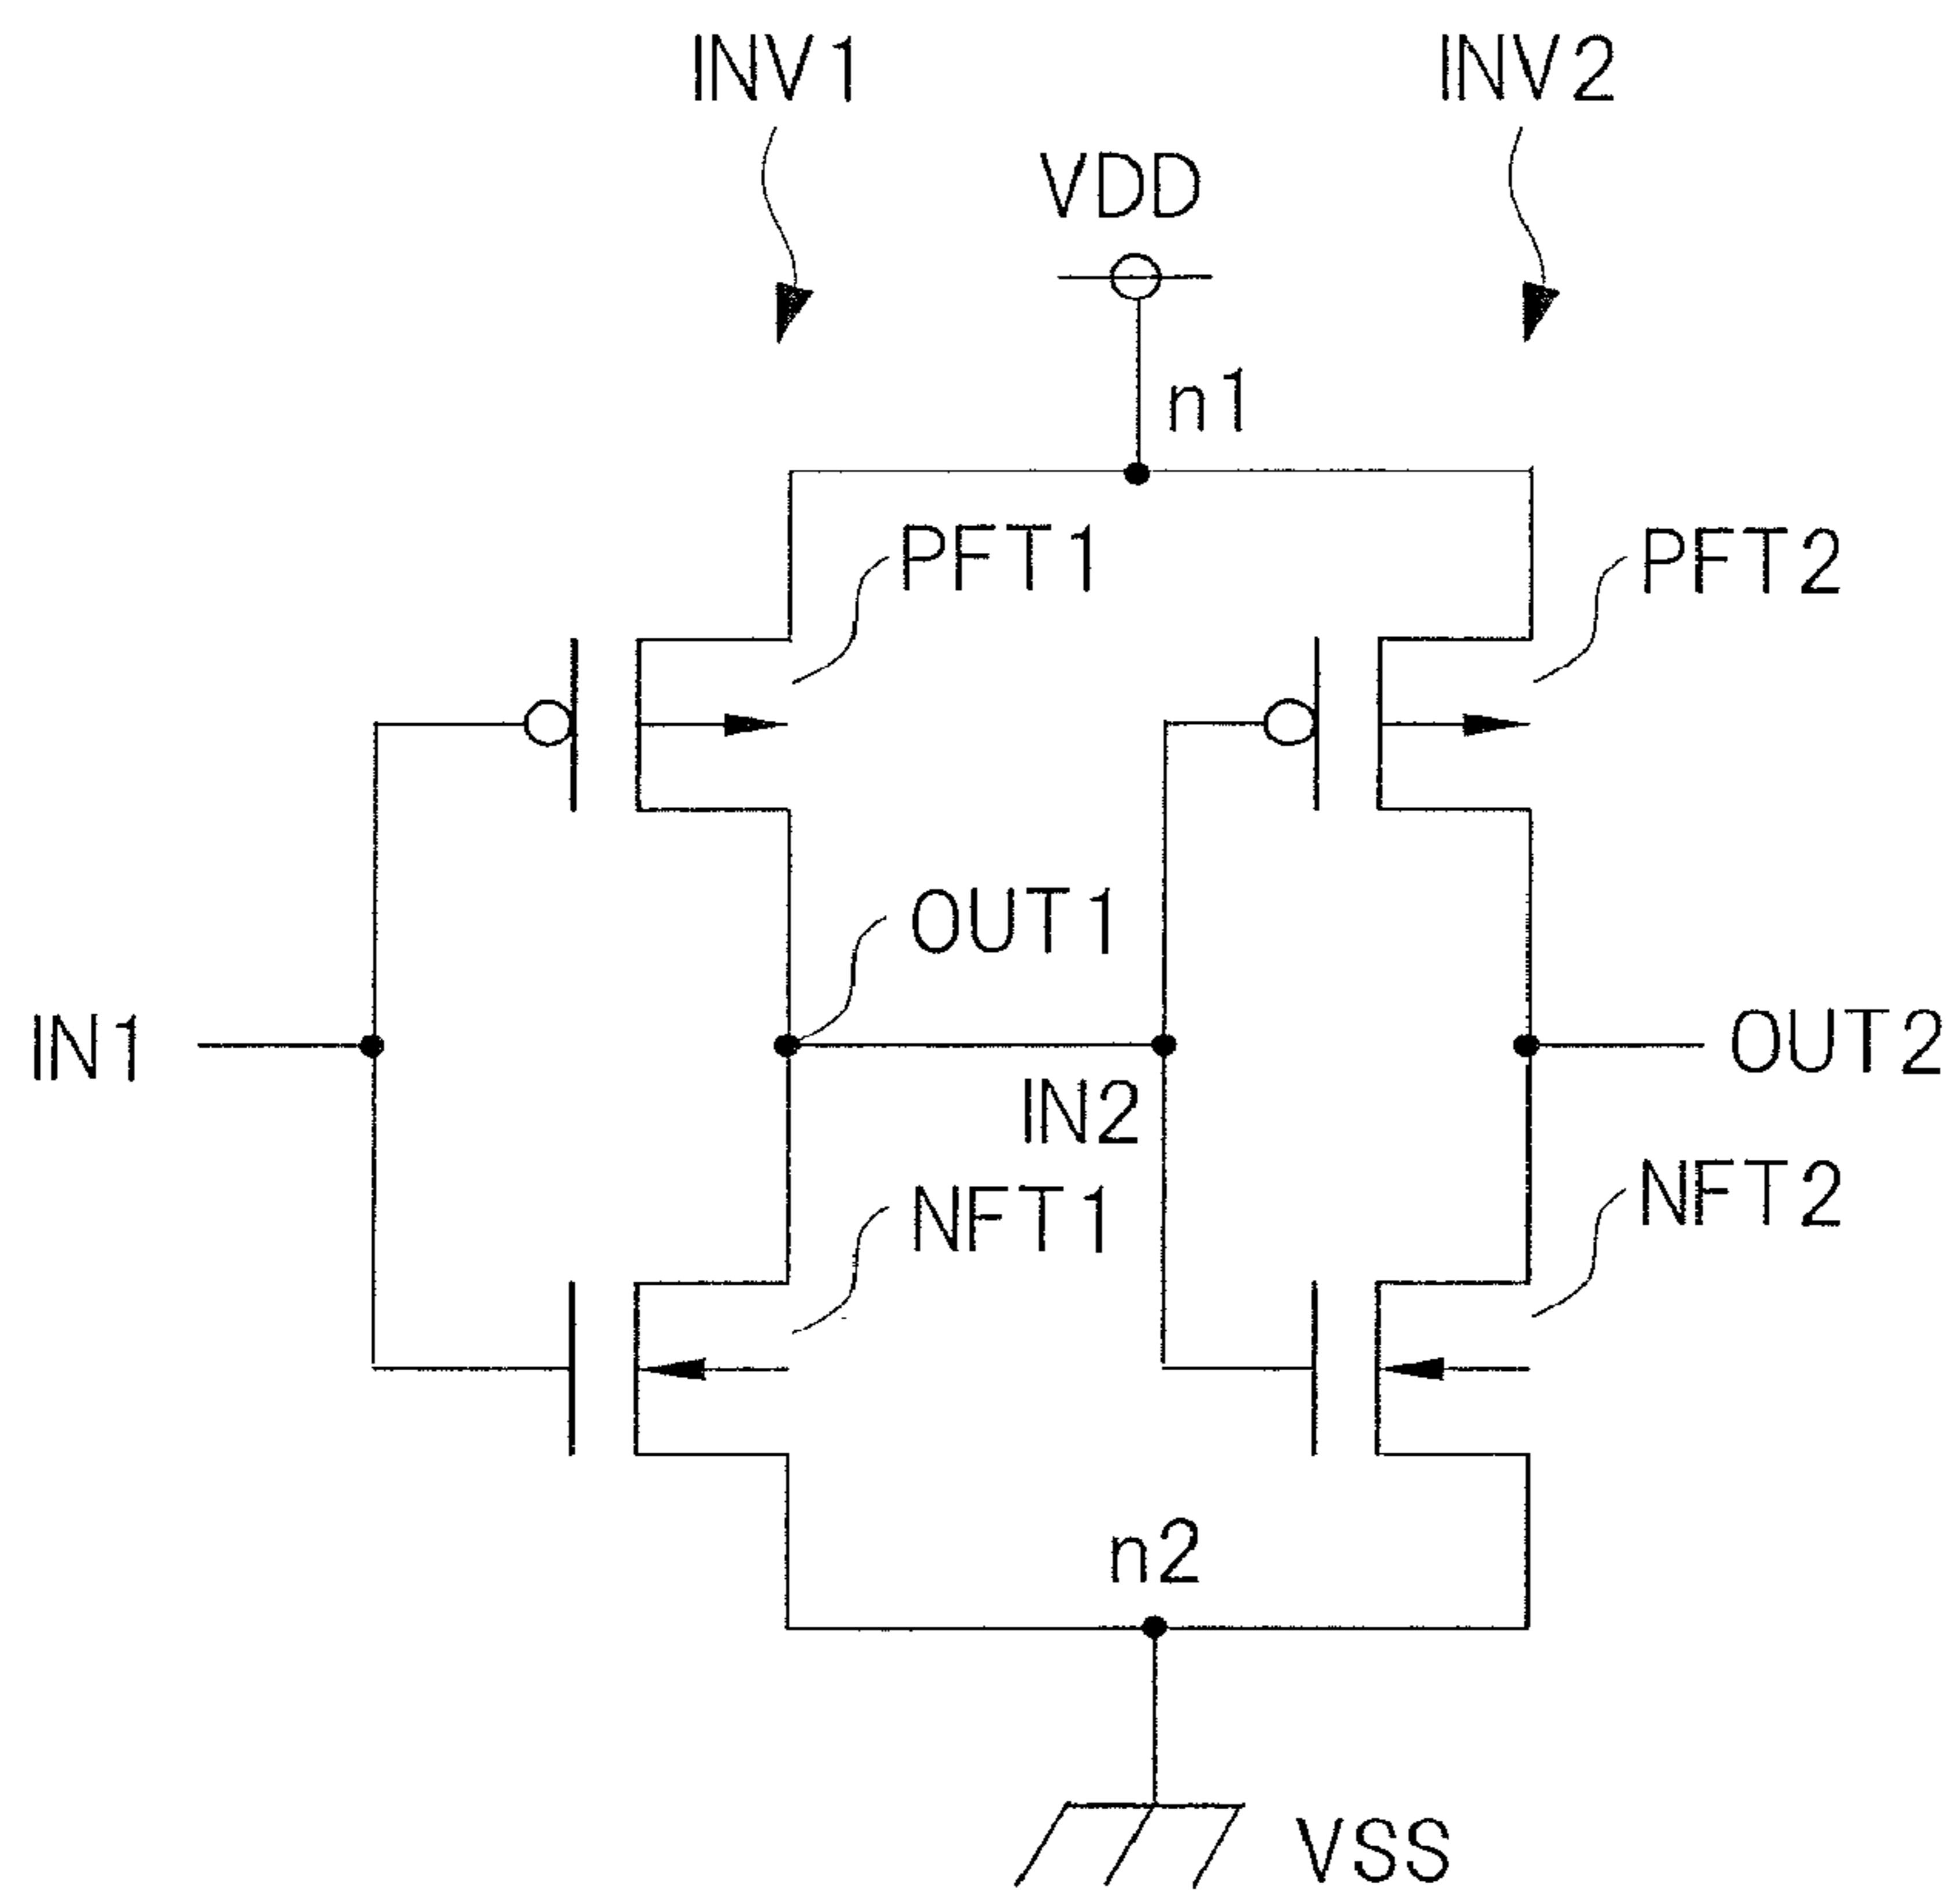 INV1
INV2
VDD
n1
PFT1
PFT2
OUT1
IN1
OUT2
IN2
NFT1
NFT2
n2
VSS